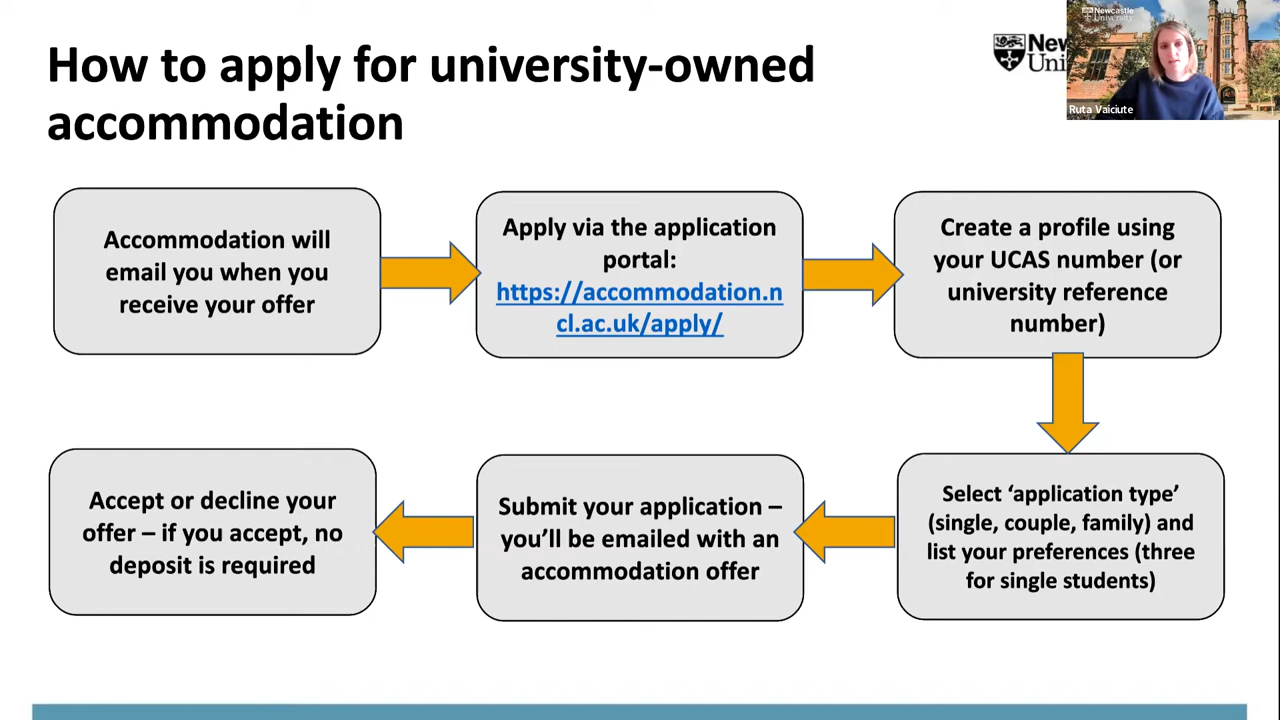 How to apply for university-owned
accommodation
Newcastle
University
Ruta Vaiciute
Accommodation will
email you when you
receive your offer
Apply via the application
portal:
https://accommodation.n
cl.ac.uk/apply/
Create a profile using
your UCAS number (or
university reference
number)
Select ‘application type’
(single, couple, family) and
list your preferences (three
for single students)
Submit your application –
you’ll be emailed with an
accommodation offer
Accept or decline your
offer – if you accept, no
deposit is required